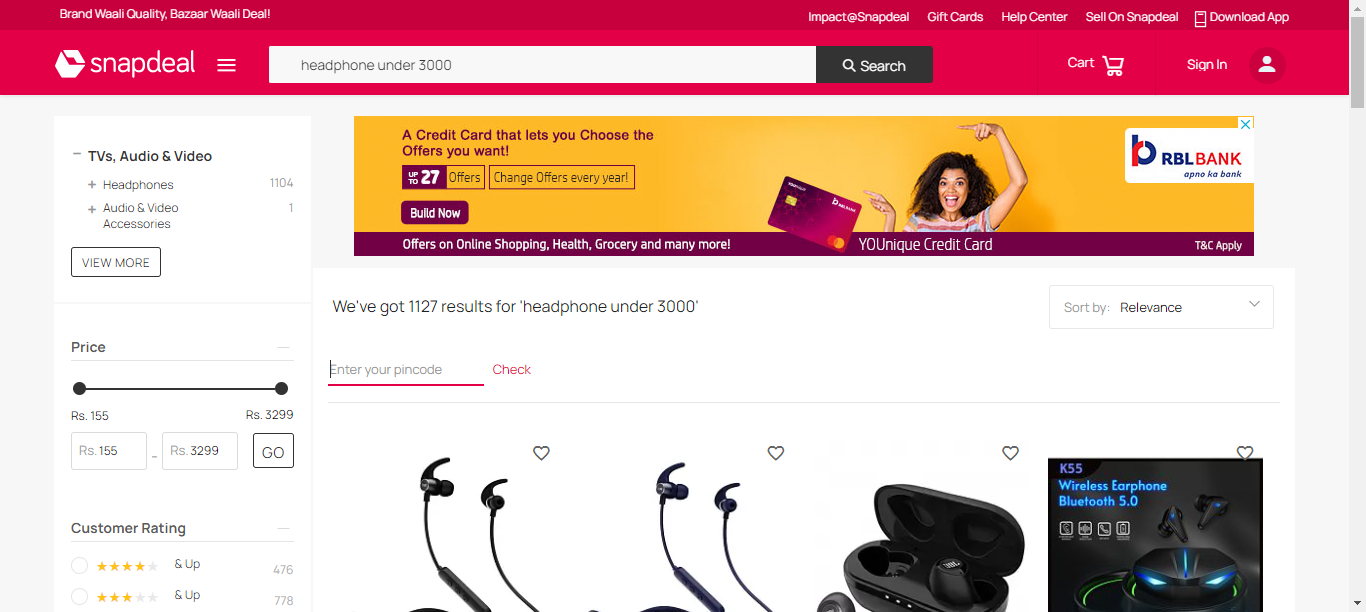 Brand Waali Quality, Bazaar Waali Deal!
Impact@Snapdeal Gift Cards Help Center Sell On Snapdeal Download App
snapdeal
headphone under 3000
Search
Cart
Sign In
TVs, Audio & Video
+ Headphones 1104
+ Audio & Video 1
Accessories
VIEW MORE
A Credit Card that lets you Choose the
Offers you want!
UP TO 27 Offers Change Offers every year!
Build Now
Offers on Online Shopping, Health, Grocery and many more!
YOUnique Credit Card
T&C Apply
RBLBANK
apno ka bank
We've got 1127 results for 'headphone under 3000'
Sort by: Relevance
Price
Rs. 155 Rs. 3299
Rs. 155 - Rs. 3299 GO
Enter your pincode Check
Customer Rating
& Up 476
& Up 778
JBL
K55
Wireless Earphone
Bluetooth 5.0